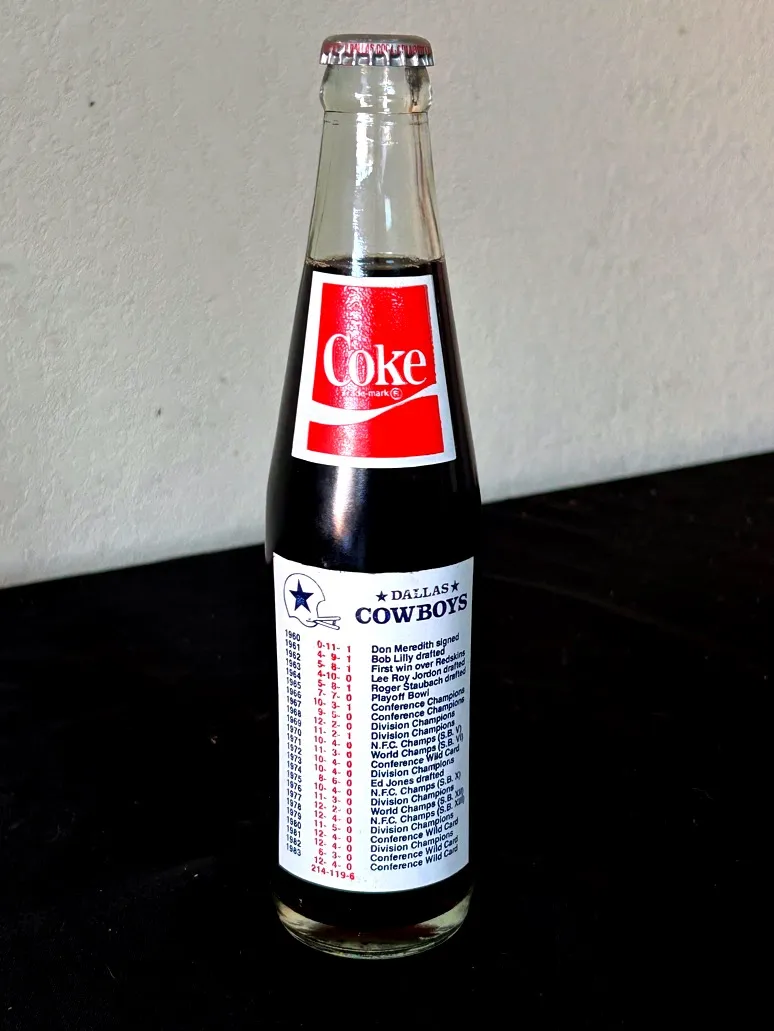 DALLAS COWBOYS
Coke
Trade-mark ®
DALLAS
COWBOYS
1960 0-11- 1 Don Meredith signed
1961 4- 9- 1 Bob Lilly drafted
1962 5- 8- 1 First win over Redskins
1963 4-10- 0 Lee Roy Jordon drafted
1964 5- 8- 1 Roger Staubach drafted
1965 7- 7- 0 Playoff Bowl
1966 10- 3- 1 Conference Champions
1967 9- 5- 0 Conference Champions
1968 12- 2- 0 Division Champions
1969 11- 2- 1 Division Champions
1970 10- 4- 0 N.F.C. Champs (S.B. V)
1971 11- 3- 0 World Champs (S.B. VI)
1972 10- 4- 0 Conference Wild Card
1973 10- 4- 0 Division Champions
1974 8- 6- 0 Ed Jones drafted
1975 10- 4- 0 N.F.C. Champs (S.B. X)
1976 11- 3- 0 Division Champions
1977 12- 2- 0 World Champs (S.B. XII)
1978 12- 4- 0 N.F.C. Champs (S.B. XIII)
1979 11- 5- 0 Division Champions
1980 12- 4- 0 Conference Wild Card
1981 12- 4- 0 Division Champions
1982 6- 3- 0 Conference Wild Card
1983 12- 4- 0 Conference Wild Card
214-119-6